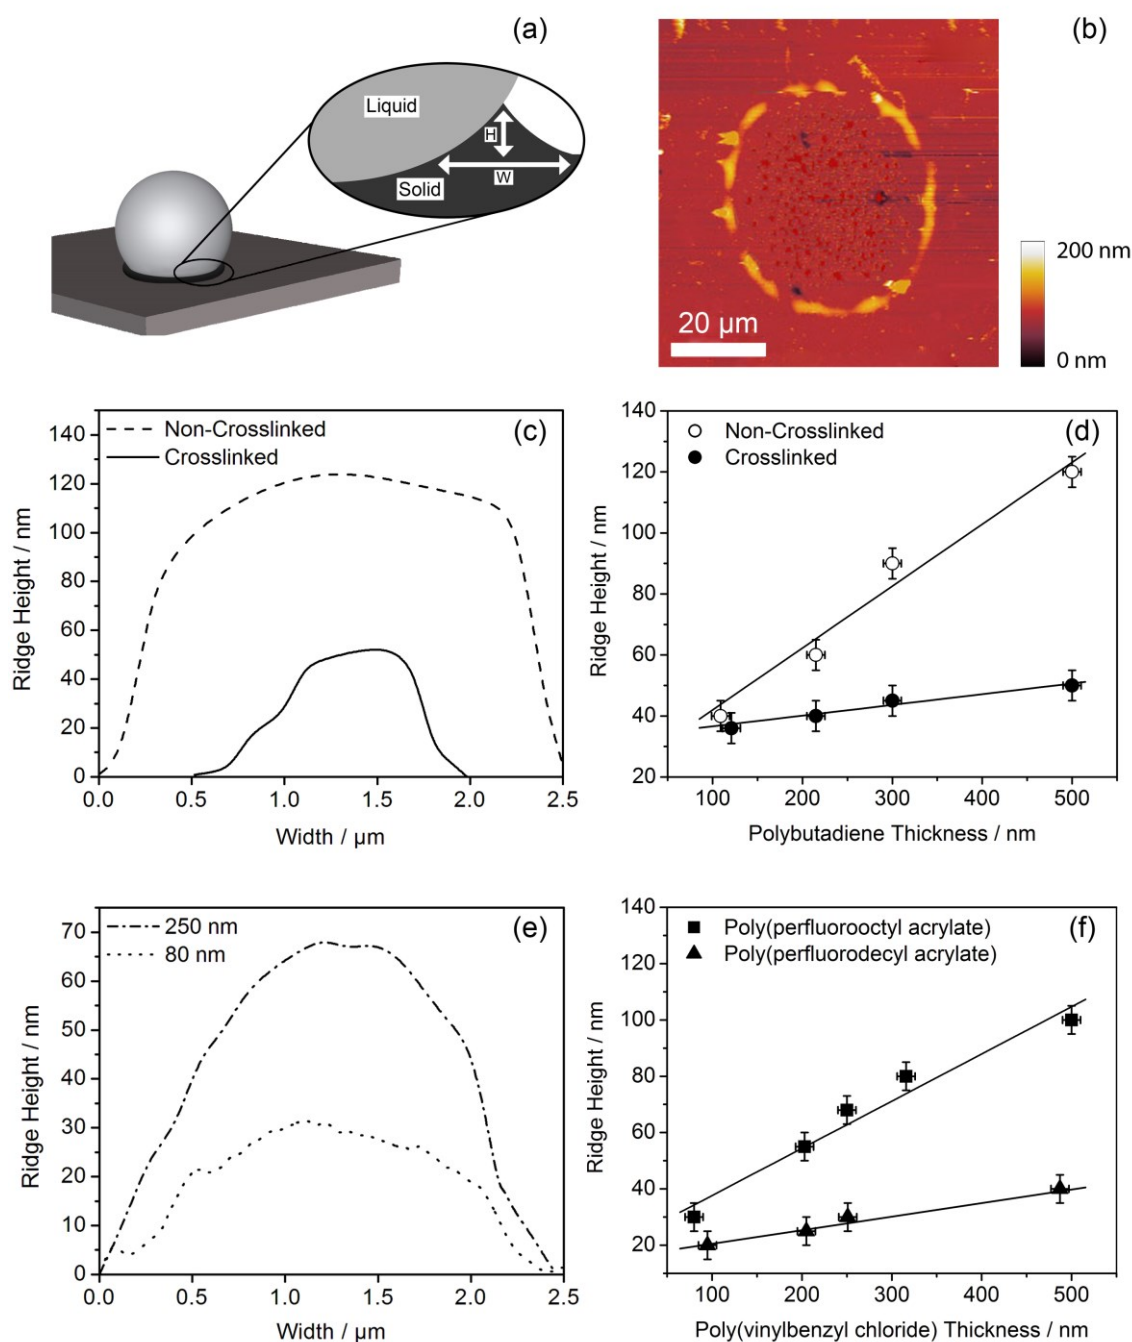 (a)
Liquid
H
W
Solid
(b)
200 nm
0 nm
20 µm
(c)
Non-Crosslinked
Crosslinked
140
120
100
80
60
40
20
0
0.0 0.5 1.0 1.5 2.0 2.5
Ridge Height / nm
Width / µm
(d)
Non-Crosslinked
Crosslinked
140
120
100
80
60
40
20
100 200 300 400 500
Ridge Height / nm
Polybutadiene Thickness / nm
(e)
250 nm
80 nm
70
60
50
40
30
20
10
0
0.0 0.5 1.0 1.5 2.0 2.5
Ridge Height / nm
Width / µm
(f)
Poly(perfluorooctyl acrylate)
Poly(perfluorodecyl acrylate)
140
120
100
80
60
40
20
100 200 300 400 500
Ridge Height / nm
Poly(vinylbenzyl chloride) Thickness / nm